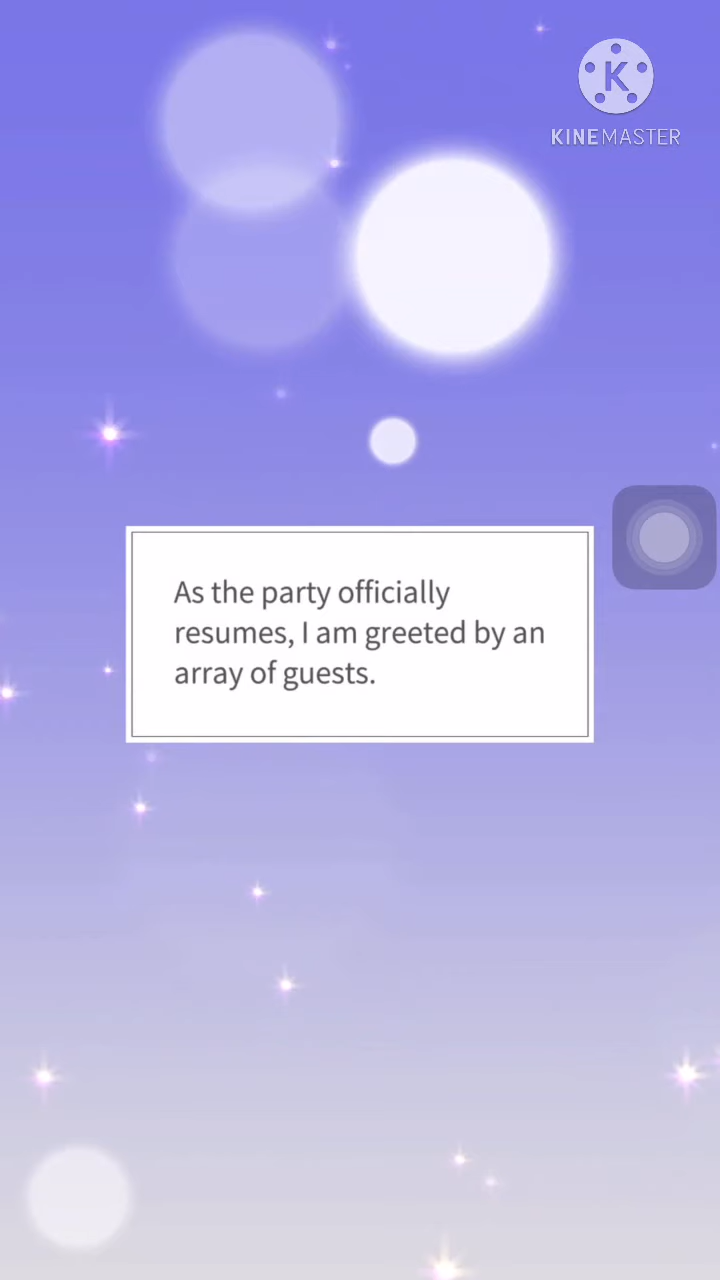 K
KINEMASTER
As the party officially
resumes, I am greeted by an
array of guests.